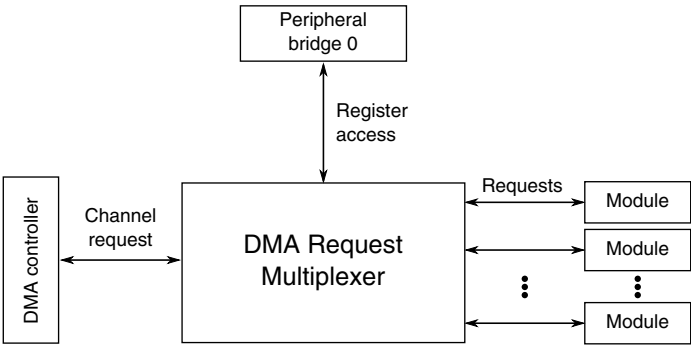 Peripheral
bridge 0
Register
access
DMA controller
Channel
request
DMA Request
Multiplexer
Requests
Module
Module
Module